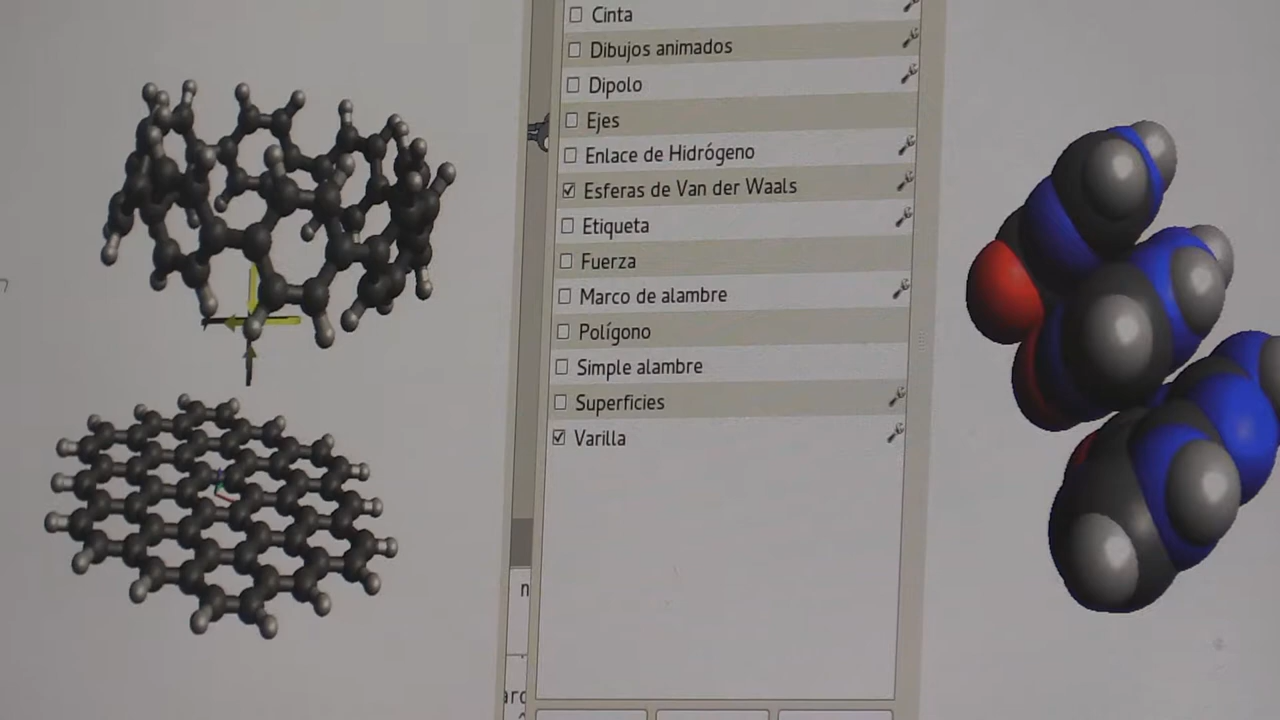 Cinta
Dibujos animados
Dipolo
Ejes
Enlace de Hidrógeno
Esferas de Van der Waals
Etiqueta
Fuerza
Marco de alambre
Polígono
Simple alambre
Superficies
Varilla